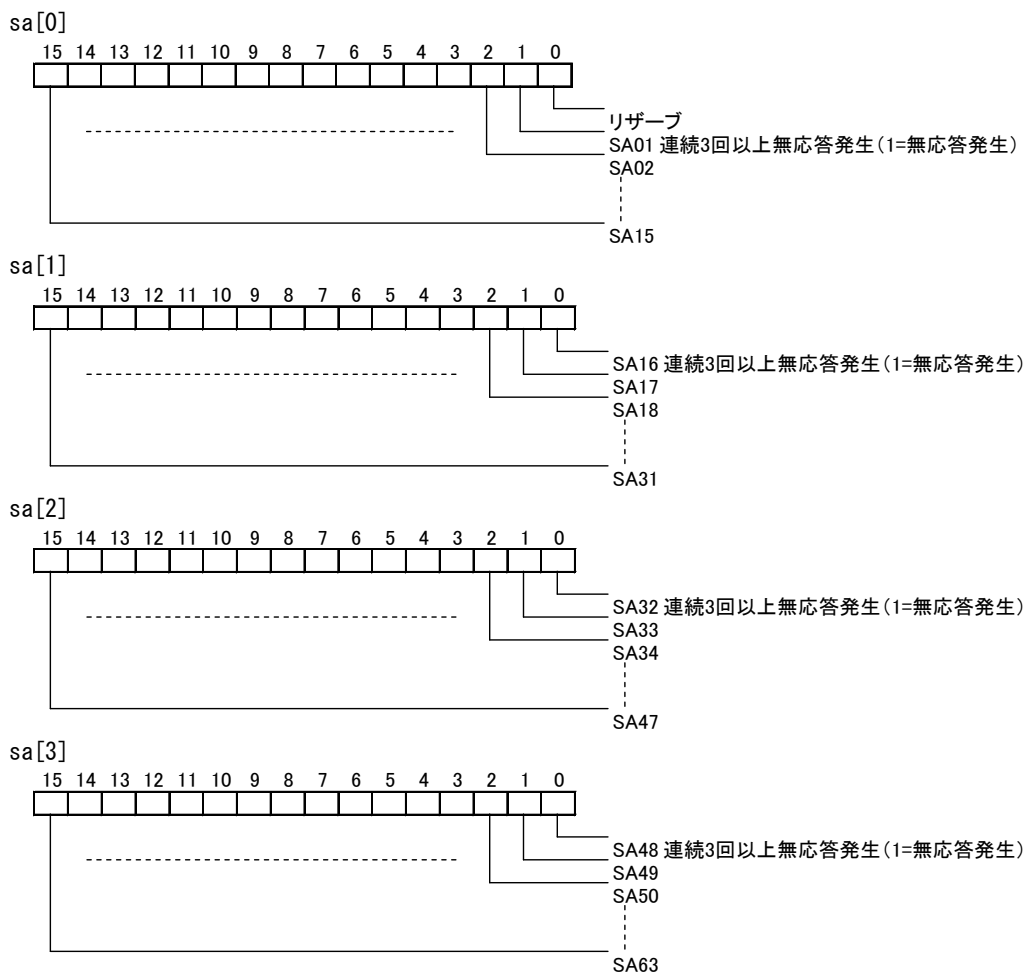 sa[0]
15 14 13 12 11 10 9 8 7 6 5 4 3 2 1 0
リザーブ
SA01 連続3回以上無応答発生(1=無応答発生)
SA02
SA15
sa[1]
15 14 13 12 11 10 9 8 7 6 5 4 3 2 1 0
SA16 連続3回以上無応答発生(1=無応答発生)
SA17
SA18
SA31
sa[2]
15 14 13 12 11 10 9 8 7 6 5 4 3 2 1 0
SA32 連続3回以上無応答発生(1=無応答発生)
SA33
SA34
SA47
sa[3]
15 14 13 12 11 10 9 8 7 6 5 4 3 2 1 0
SA48 連続3回以上無応答発生(1=無応答発生)
SA49
SA50
SA63